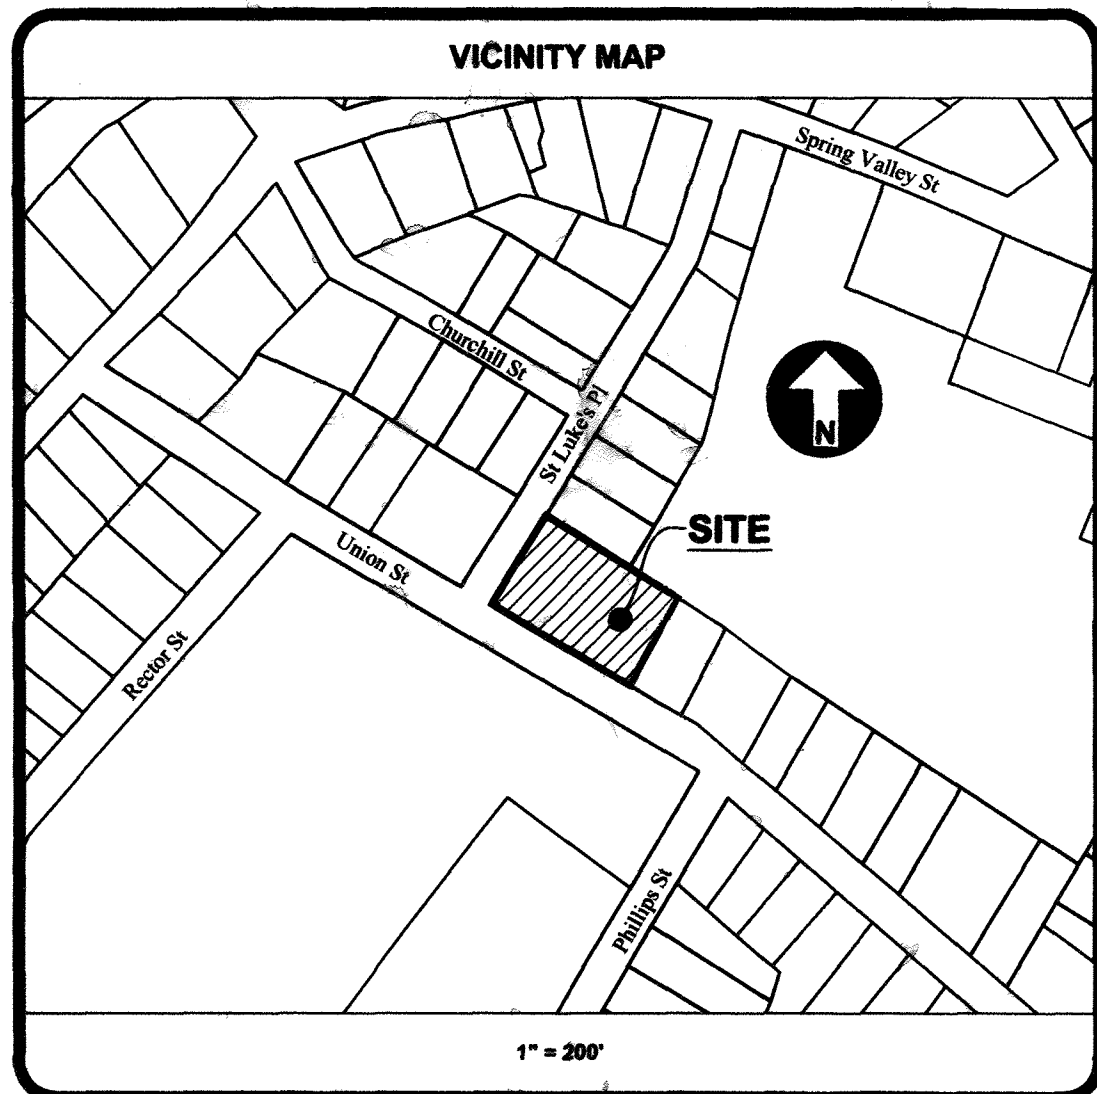 VICINITY MAP
Spring Valley St
Churchill St
St Luke's Pl
N
SITE
Union St
Rector St
Phillips St
1" = 200'